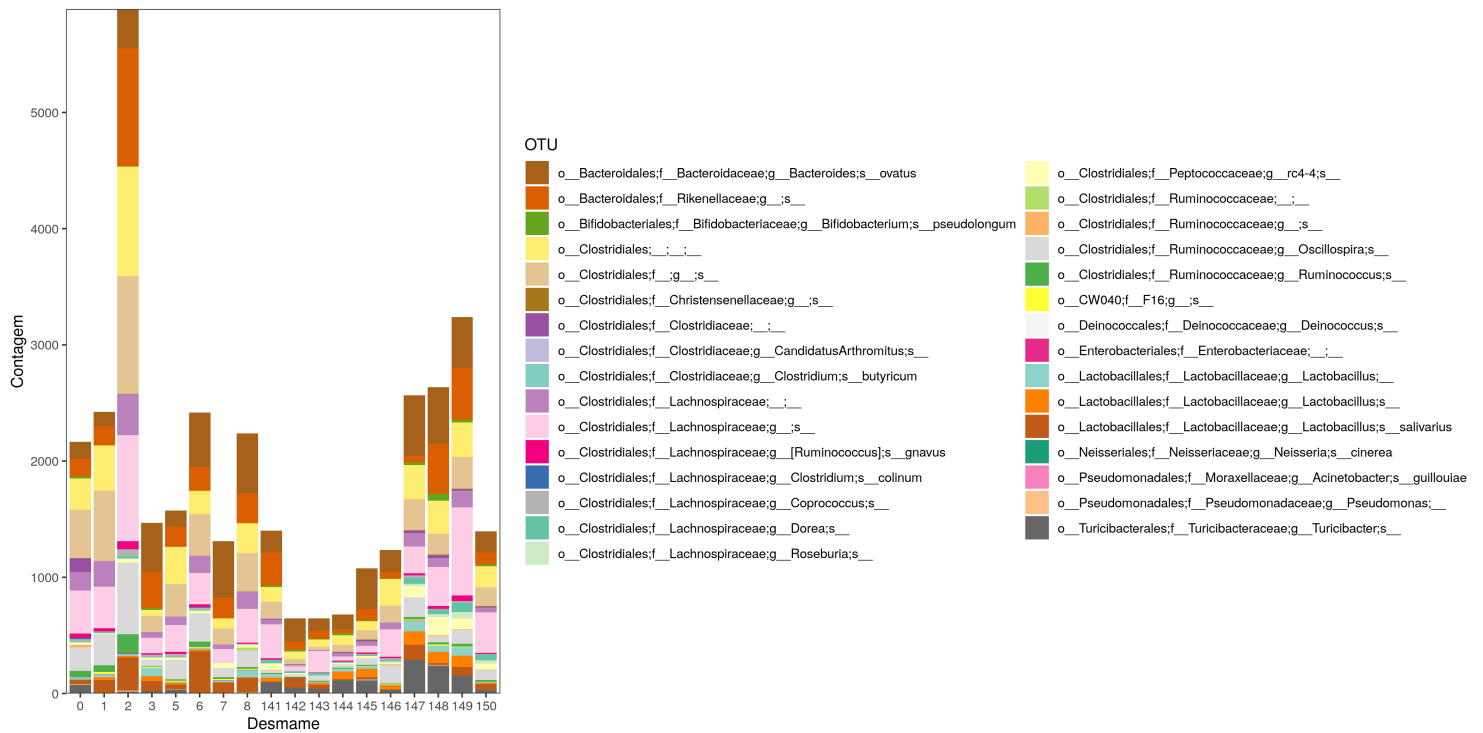 Contagem
5000
4000
3000
2000
1000
0
0 1 2 3 5 6 7 8 141 142 143 144 145 146 147 148 149 150
Desmame
OTU
o__Bacteroidales;f__Bacteroidaceae;g__Bacteroides;s__ovatus
o__Bacteroidales;f__Rikenellaceae;g__;s__
o__Bifidobacteriales;f__Bifidobacteriaceae;g__Bifidobacterium;s__pseudolongum
o__Clostridiales;__;__;__
o__Clostridiales;f__;g__;s__
o__Clostridiales;f__Christensenellaceae;g__;s__
o__Clostridiales;f__Clostridiaceae;__;__
o__Clostridiales;f__Clostridiaceae;g__CandidatusArthromitus;s__
o__Clostridiales;f__Clostridiaceae;g__Clostridium;s__butyricum
o__Clostridiales;f__Lachnospiraceae;__;__
o__Clostridiales;f__Lachnospiraceae;g__;s__
o__Clostridiales;f__Lachnospiraceae;g__[Ruminococcus];s__gnavus
o__Clostridiales;f__Lachnospiraceae;g__Clostridium;s__colinum
o__Clostridiales;f__Lachnospiraceae;g__Coprococcus;s__
o__Clostridiales;f__Lachnospiraceae;g__Dorea;s__
o__Clostridiales;f__Lachnospiraceae;g__Roseburia;s__
o__Clostridiales;f__Peptococcaceae;g__rc4-4;s__
o__Clostridiales;f__Ruminococcaceae;__;__
o__Clostridiales;f__Ruminococcaceae;g__;s__
o__Clostridiales;f__Ruminococcaceae;g__Oscillospira;s__
o__Clostridiales;f__Ruminococcaceae;g__Ruminococcus;s__
o__CW040;f__F16;g__;s__
o__Deinococcales;f__Deinococcaceae;g__Deinococcus;s__
o__Enterobacteriales;f__Enterobacteriaceae;__;__
o__Lactobacillales;f__Lactobacillaceae;g__Lactobacillus;__
o__Lactobacillales;f__Lactobacillaceae;g__Lactobacillus;s__
o__Lactobacillales;f__Lactobacillaceae;g__Lactobacillus;s__salivarius
o__Neisseriales;f__Neisseriaceae;g__Neisseria;s__cinerea
o__Pseudomonadales;f__Moraxellaceae;g__Acinetobacter;s__guillouiae
o__Pseudomonadales;f__Pseudomonadaceae;g__Pseudomonas;__
o__Turicibacterales;f__Turicibacteraceae;g__Turicibacter;s__